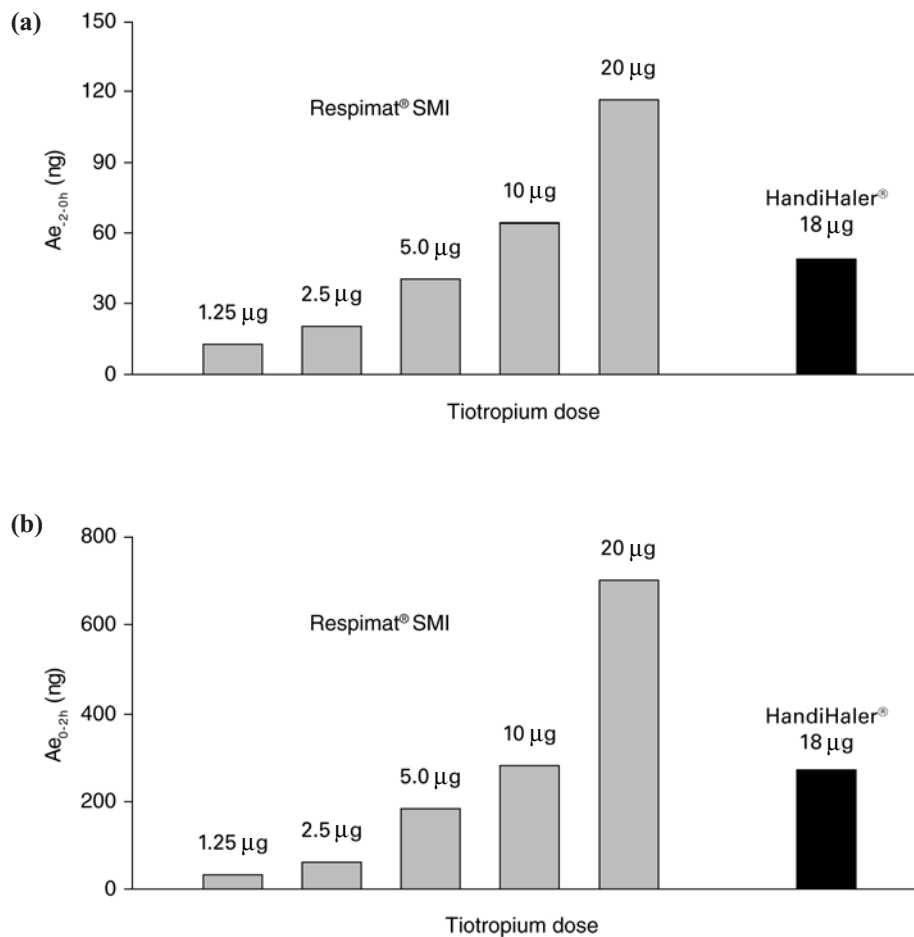 (a)
150
120
90
60
30
0
Ae-2-0h (ng)
Respimat® SMI
1.25 µg
2.5 µg
5.0 µg
10 µg
20 µg
HandiHaler®
18 µg
Tiotropium dose
(b)
800
600
400
200
0
Ae0-2h (ng)
Respimat® SMI
1.25 µg
2.5 µg
5.0 µg
10 µg
20 µg
HandiHaler®
18 µg
Tiotropium dose